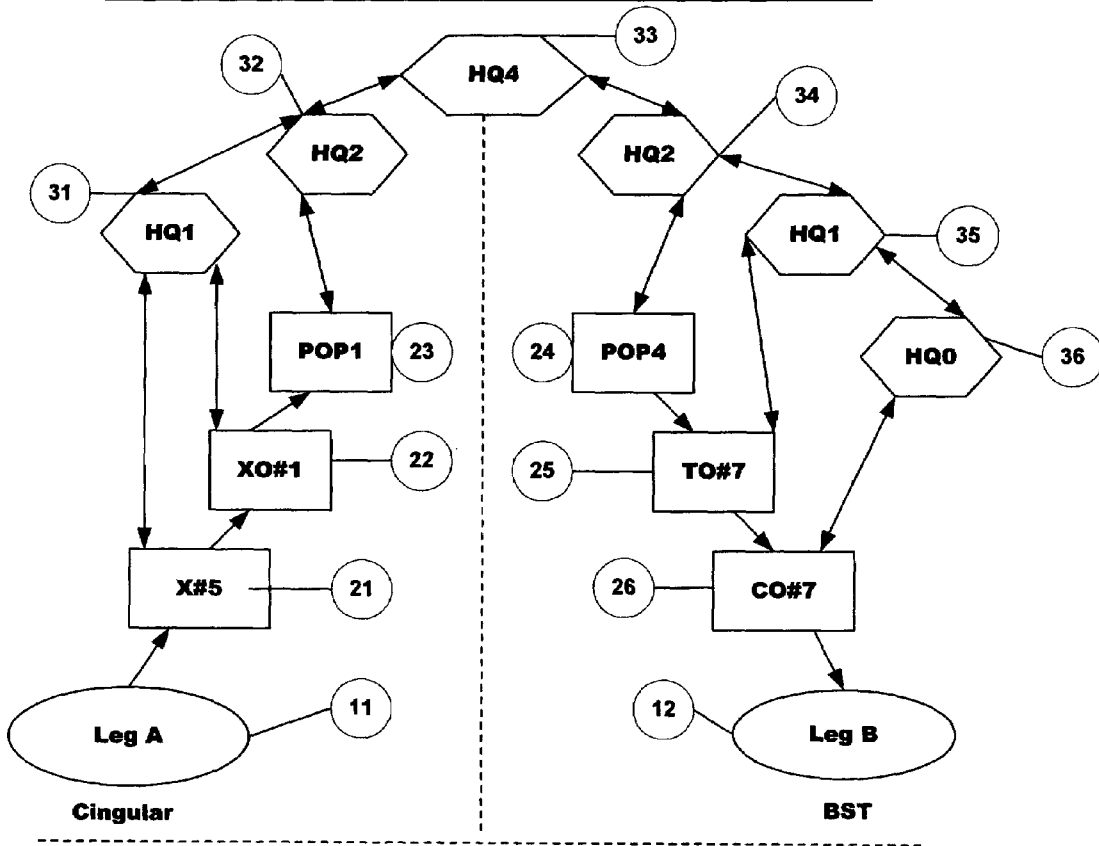 33
HQ4
32
34
HQ2
HQ2
31
HQ1
HQ1
35
POP1
23
24
POP4
HQ0
36
XO#1
22
25
TO#7
X#5
21
26
CO#7
11
12
Leg A
Leg B
Cingular
BST